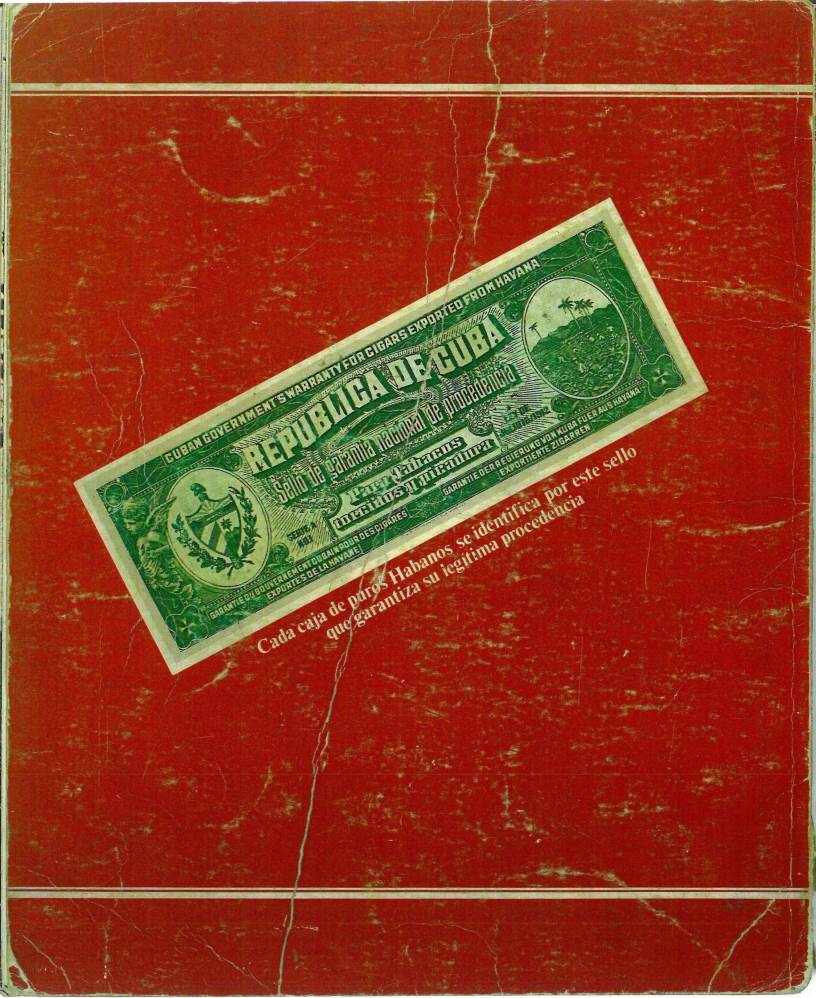 CUBAN GOVERNMENT'S WARRANTY FOR CIGARS EXPORTED FROM HAVANA
REPUBLICA DE CUBA
Sello de garantia nacional de procedencia
Para Tabacos
torcidos y picadura
GARANTIE DU GOUVERNEMENT CUBAIN POUR DES CIGARES
EXPORTES DE LA HAVANE
GARANTIE DER REGIERUNG VON KUBA FUER AUS HAVANA
EXPORTIERTE ZIGARREN
Cada caja de puros Habanos se identifica por este sello
que garantiza su legítima procedencia